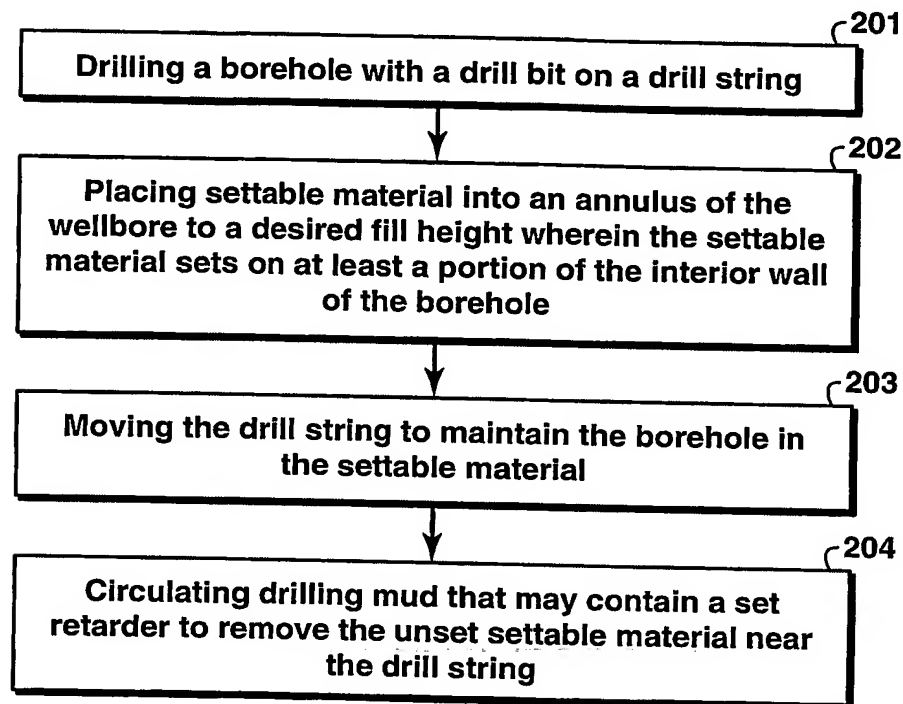 201
Drilling a borehole with a drill bit on a drill string
202
Placing settable material into an annulus of the
wellbore to a desired fill height wherein the settable
material sets on at least a portion of the interior wall
of the borehole
203
Moving the drill string to maintain the borehole in
the settable material
204
Circulating drilling mud that may contain a set
retarder to remove the unset settable material near
the drill string